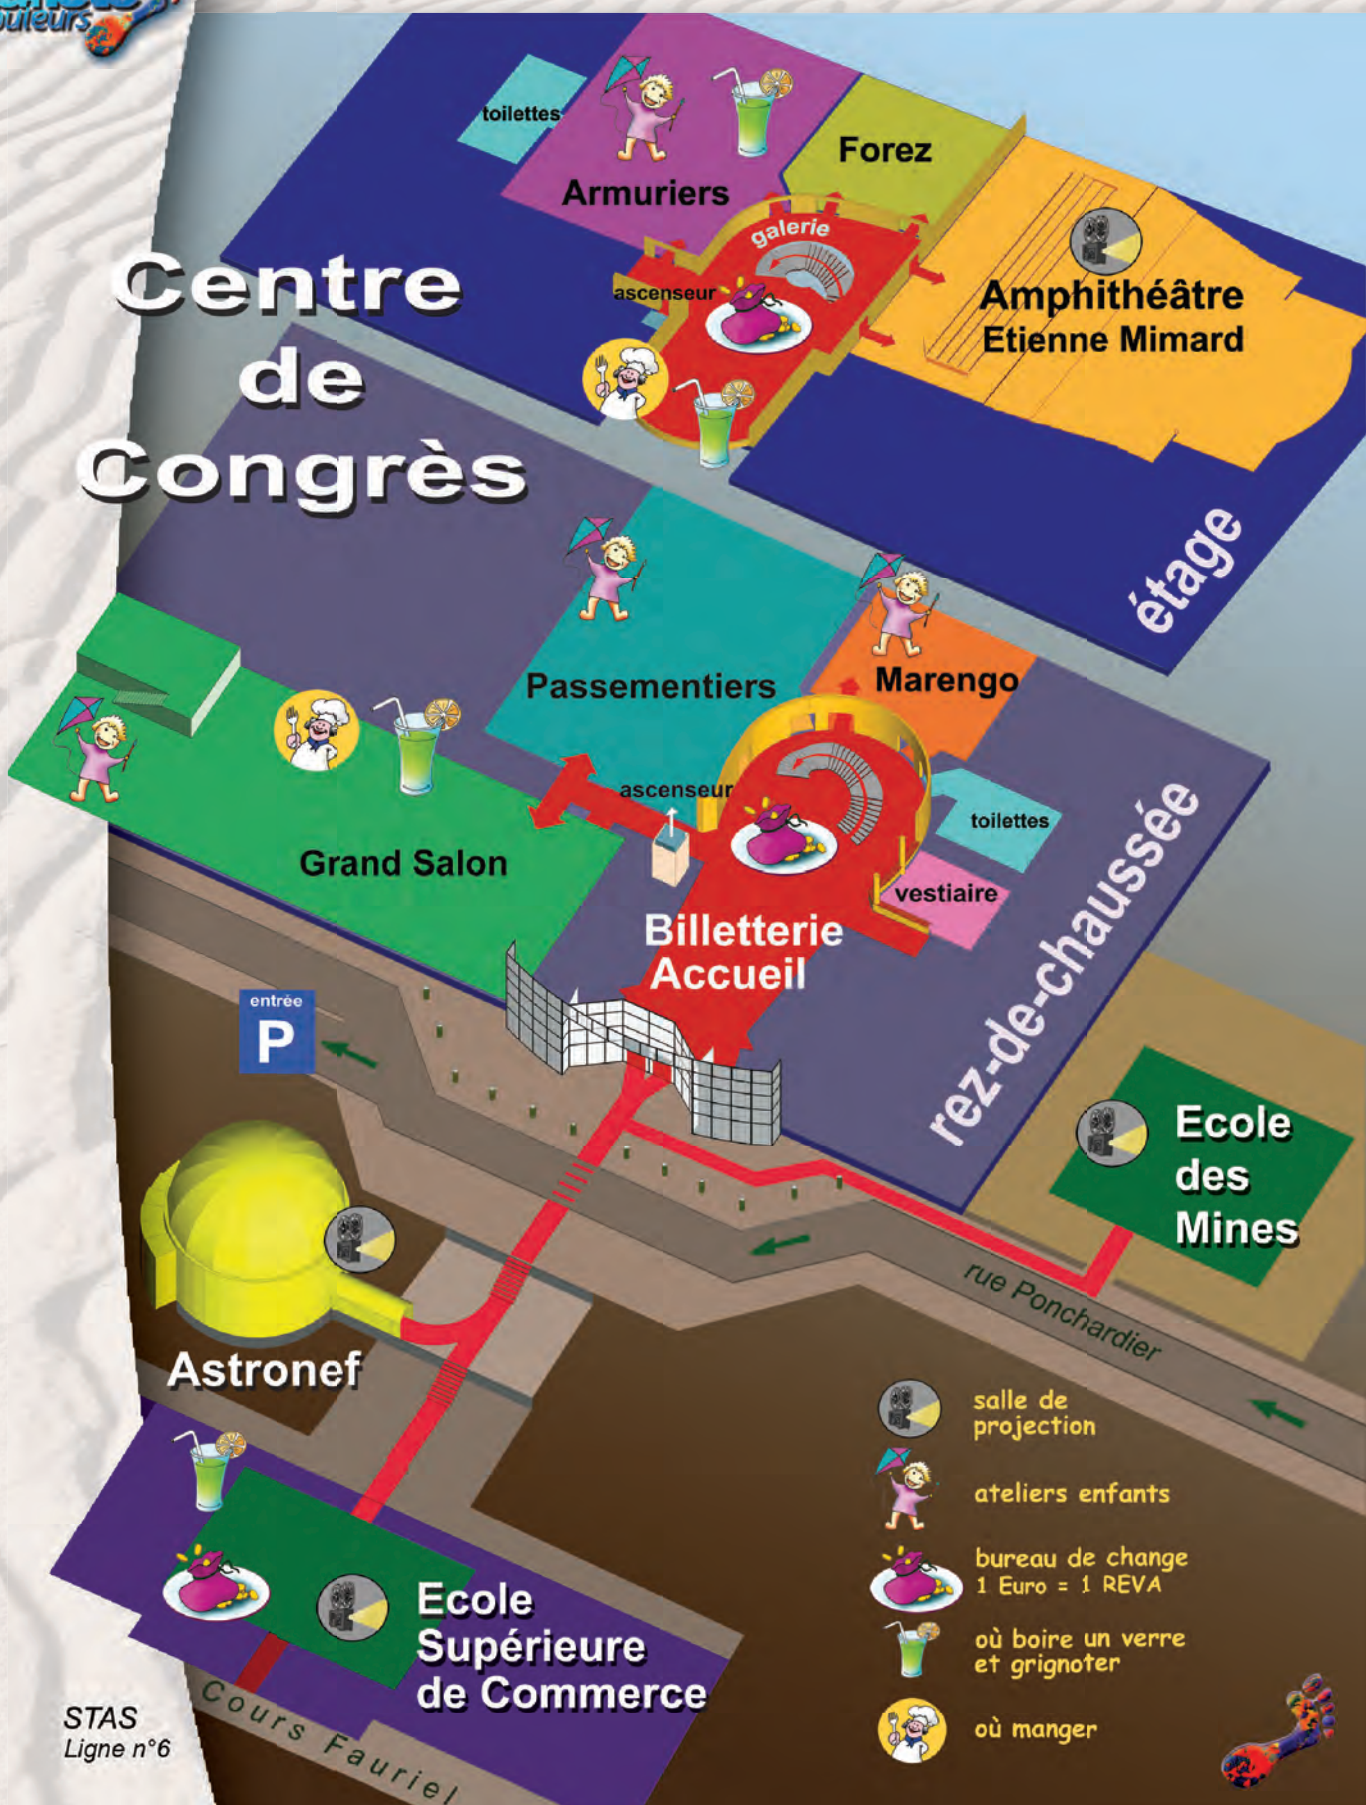 ouleurs
toilettes
Armuriers
Forez
galerie
ascenseur
Amphithéâtre
Etienne Mimard
Centre
de
Congrès
étage
Passementiers
Marengo
ascenseur
toilettes
vestiaire
Grand Salon
Billetterie
Accueil
rez-de-chaussée
entrée
P
Ecole
des
Mines
rue Ponchardier
Astronef
salle de
projection
ateliers enfants
bureau de change
1 Euro = 1 REVA
où boire un verre
et grignoter
où manger
Ecole
Supérieure
de Commerce
Cours Fauriel
STAS
Ligne n°6